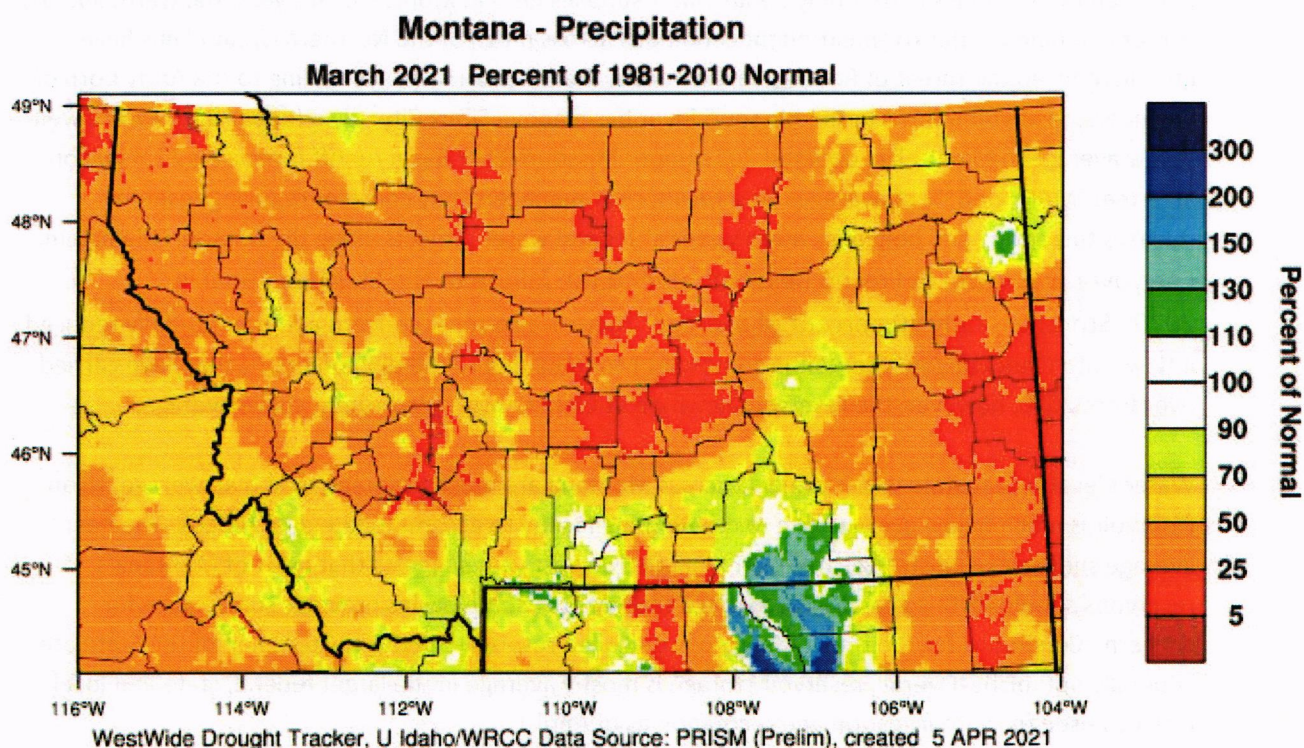 Montana - Precipitation
March 2021 Percent of 1981-2010 Normal
49°N
48°N
47°N
46°N
45°N
116°W
114°W
112°W
110°W
108°W
106°W
104°W
300
200
150
130
110
100
90
70
50
25
5
Percent of Normal
WestWide Drought Tracker, U Idaho/WRCC Data Source: PRISM (Prelim), created 5 APR 2021